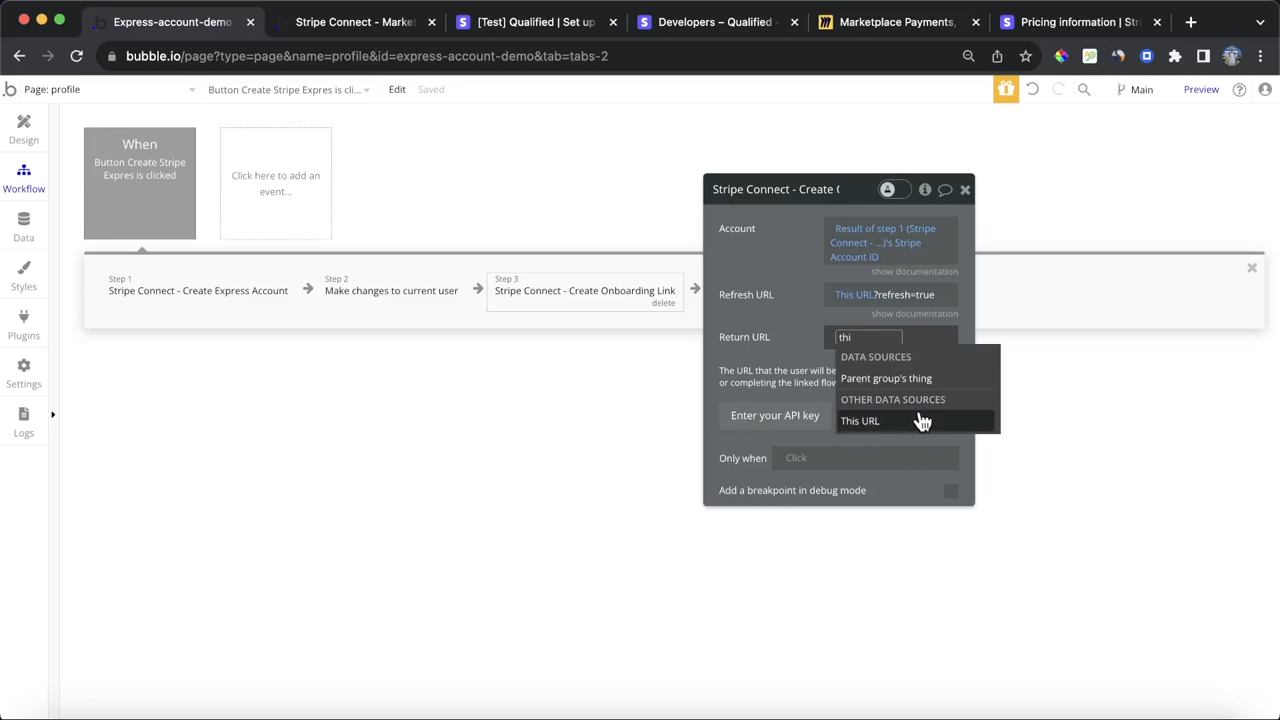 Express-account-demo
Stripe Connect - Market
[Test] Qualified – Set up
Developers – Qualified -
Marketplace Payments,
Pricing information | Stri
bubble.io/page?type=page&name=profile&id=express-account-demo&tab=tabs-2
Page: profile
Button Create Stripe Expres is cli...
Edit
Saved
Main
Preview
Design
Workflow
Data
Styles
Plugins
Settings
Logs
When
Button Create Stripe
Expres is clicked
Click here to add an
event...
Step 1
Stripe Connect - Create Express Account
Step 2
Make changes to current user
Step 3
Stripe Connect - Create Onboarding Link
delete
Stripe Connect - Create
Account
Result of step 1 (Stripe
Connect - ...)'s Stripe
Account ID
show documentation
Refresh URL
This URL?refresh=true
show documentation
Return URL
thi
DATA SOURCES
Parent group's thing
OTHER DATA SOURCES
This URL
The URL that the user will be
or completing the linked flow
Enter your API key
Only when
Click
Add a breakpoint in debug mode